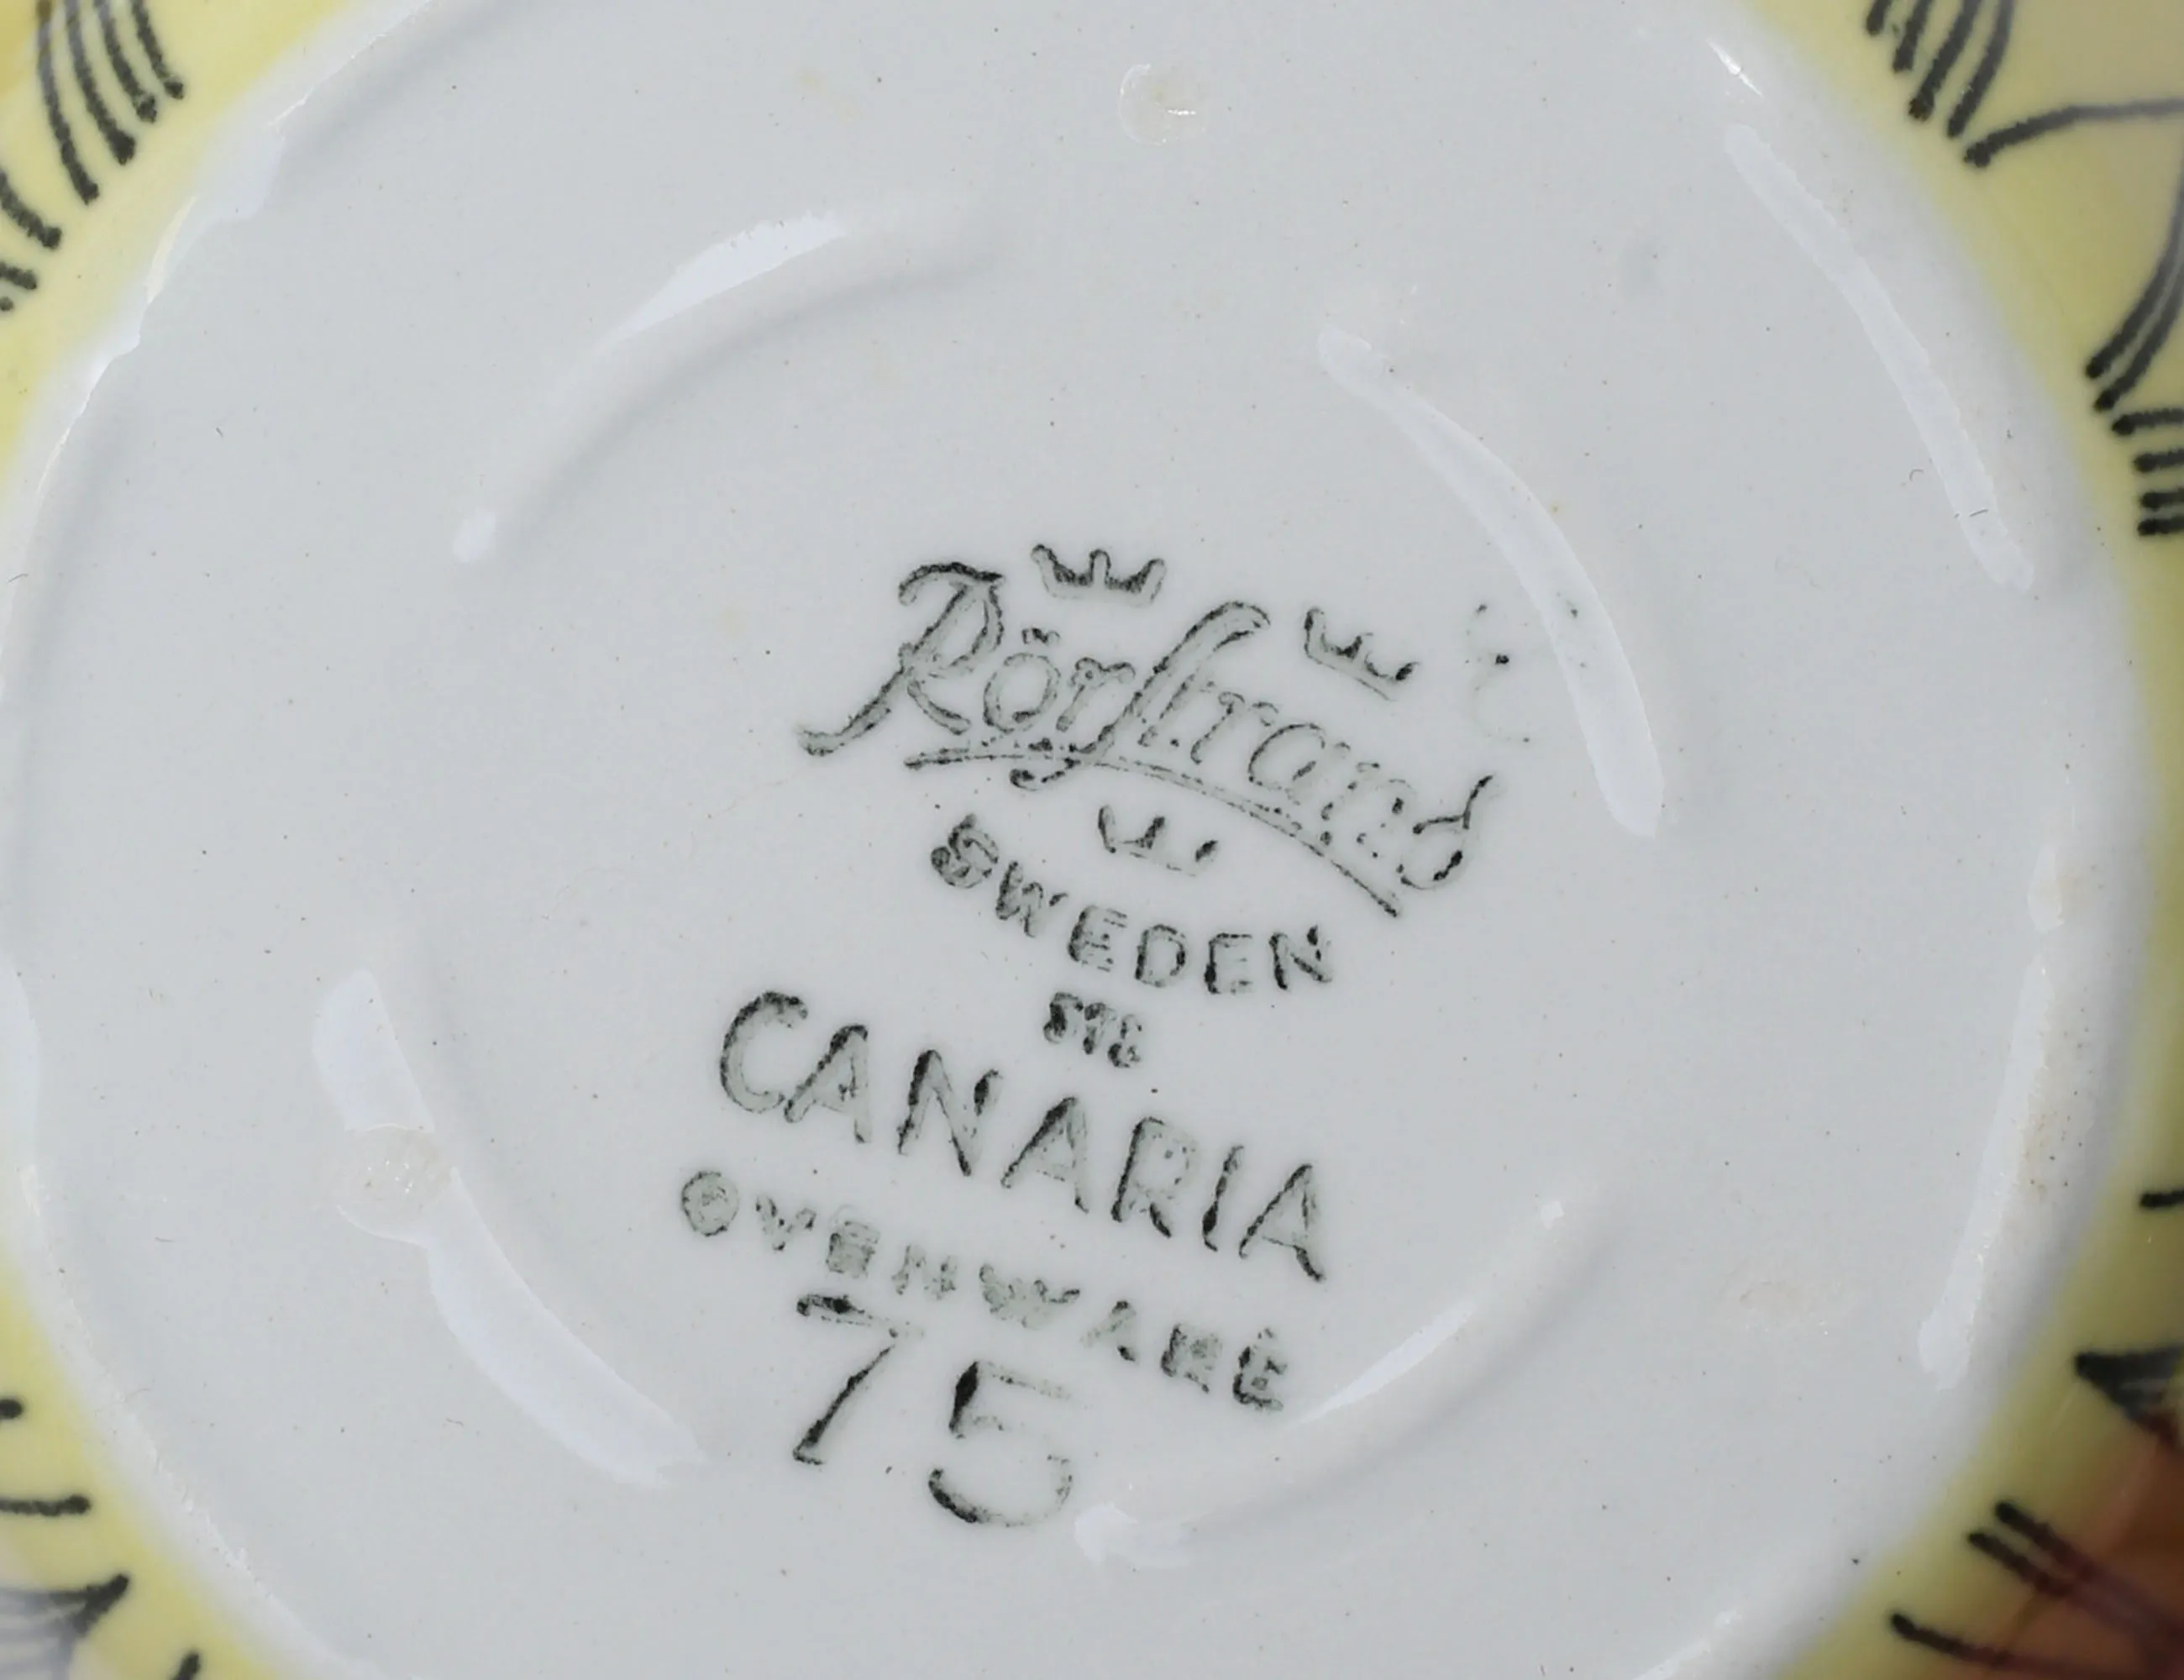 Rörstrand
SWEDEN
CANARIA
OVENWARE
75